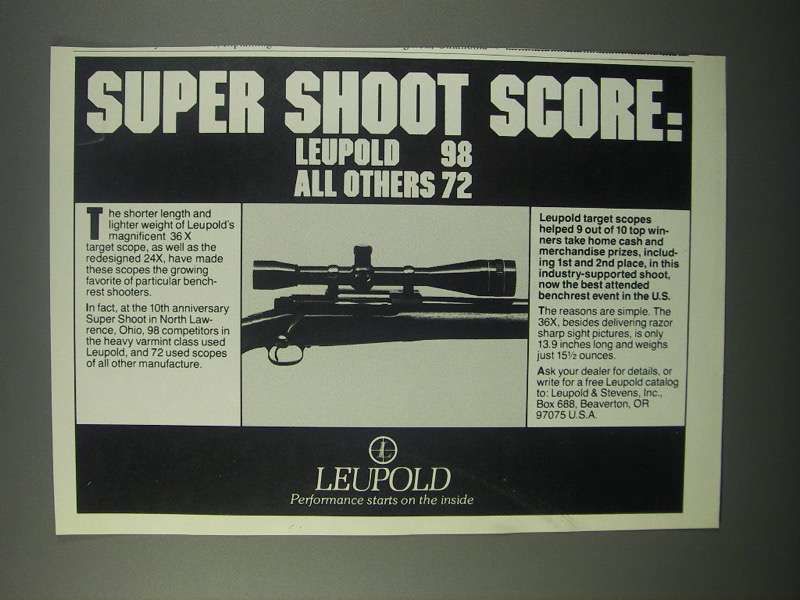 SUPER SHOOT SCORE:
LEUPOLD 98
ALL OTHERS 72
The shorter length and
lighter weight of Leupold's
magnificent 36X
target scope, as well as the
redesigned 24X, have made
these scopes the growing
favorite of particular bench-
rest shooters.
In fact, at the 10th anniversary
Super Shoot in North Law-
rence, Ohio, 98 competitors in
the heavy varmint class used
Leupold, and 72 used scopes
of all other manufacture.
Leupold target scopes
helped 9 out of 10 top win-
ners take home cash and
merchandise prizes, includ-
ing 1st and 2nd place, in this
industry-supported shoot,
now the best attended
benchrest event in the U.S.
The reasons are simple. The
36X, besides delivering razor
sharp sight pictures, is only
13.9 inches long and weighs
just 15½ ounces.
Ask your dealer for details, or
write for a free Leupold catalog
to: Leupold & Stevens, Inc.,
Box 688, Beaverton, OR
97075 U.S.A.
LEUPOLD
Performance starts on the inside